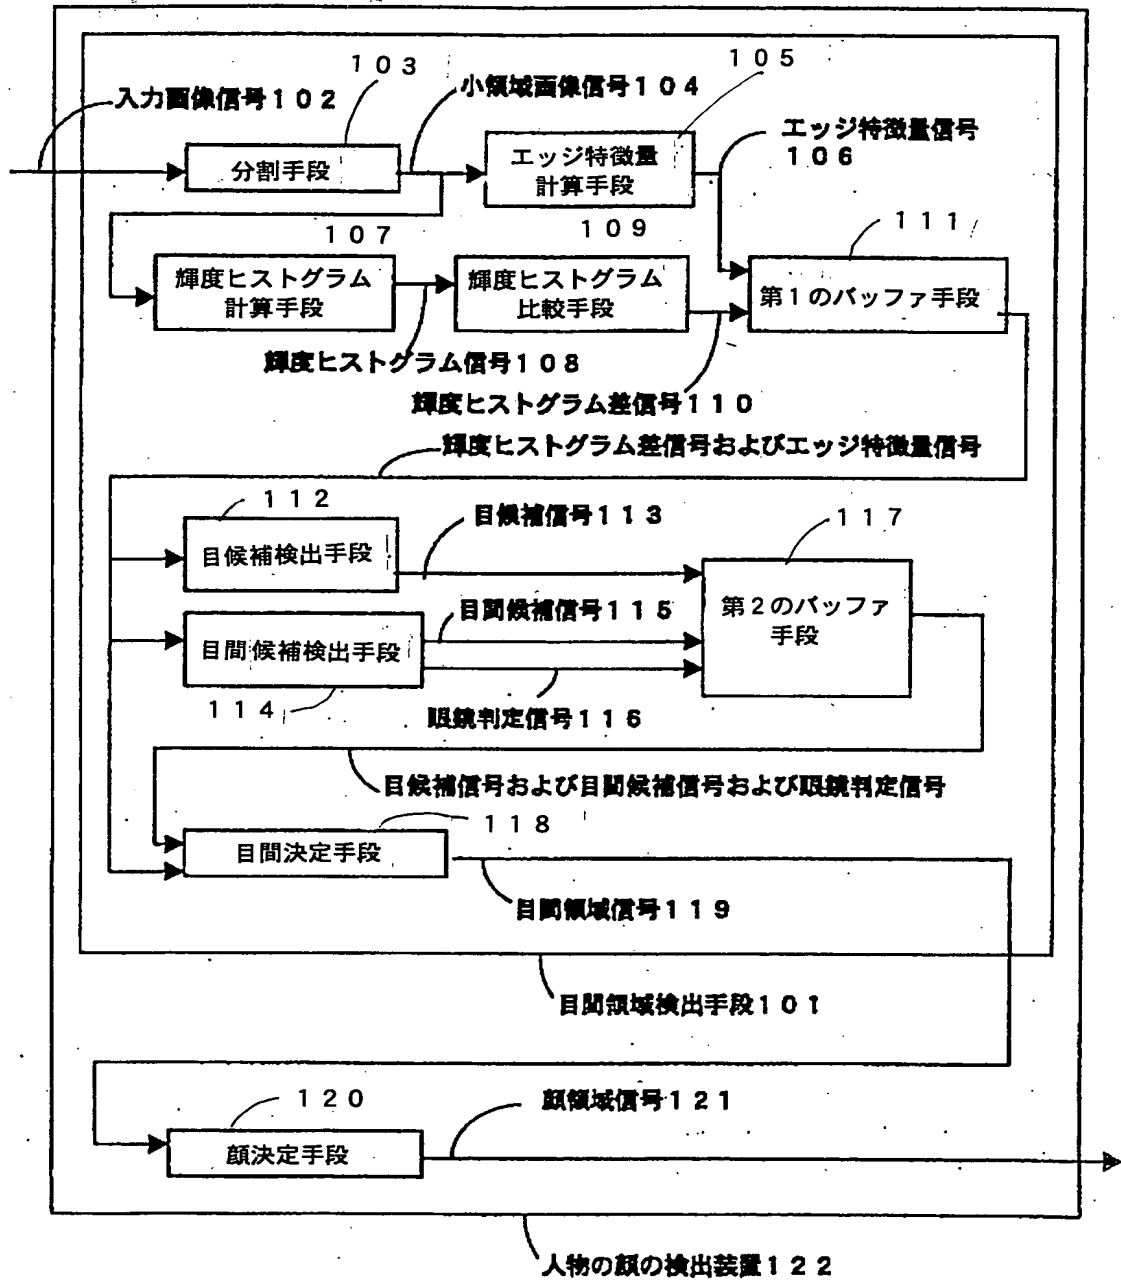 103
小領域画像信号104
105
入力画像信号102
エッジ特徴量信号
106
分割手段
エッジ特徴量
計算手段
107
109
111
輝度ヒストグラム
計算手段
輝度ヒストグラム
比較手段
第1のバッファ手段
輝度ヒストグラム信号108
輝度ヒストグラム差信号110
輝度ヒストグラム差信号およびエッジ特徴量信号
112
目候補信号113
117
目候補検出手段
目間候補信号115
第2のバッファ
手段
目間候補検出手段
114
眼鏡判定信号116
目候補信号および目間候補信号および眼鏡判定信号
118
目間決定手段
目間領域信号119
目間領域検出手段101
120
顔領域信号121
顔決定手段
人物の顔の検出装置122